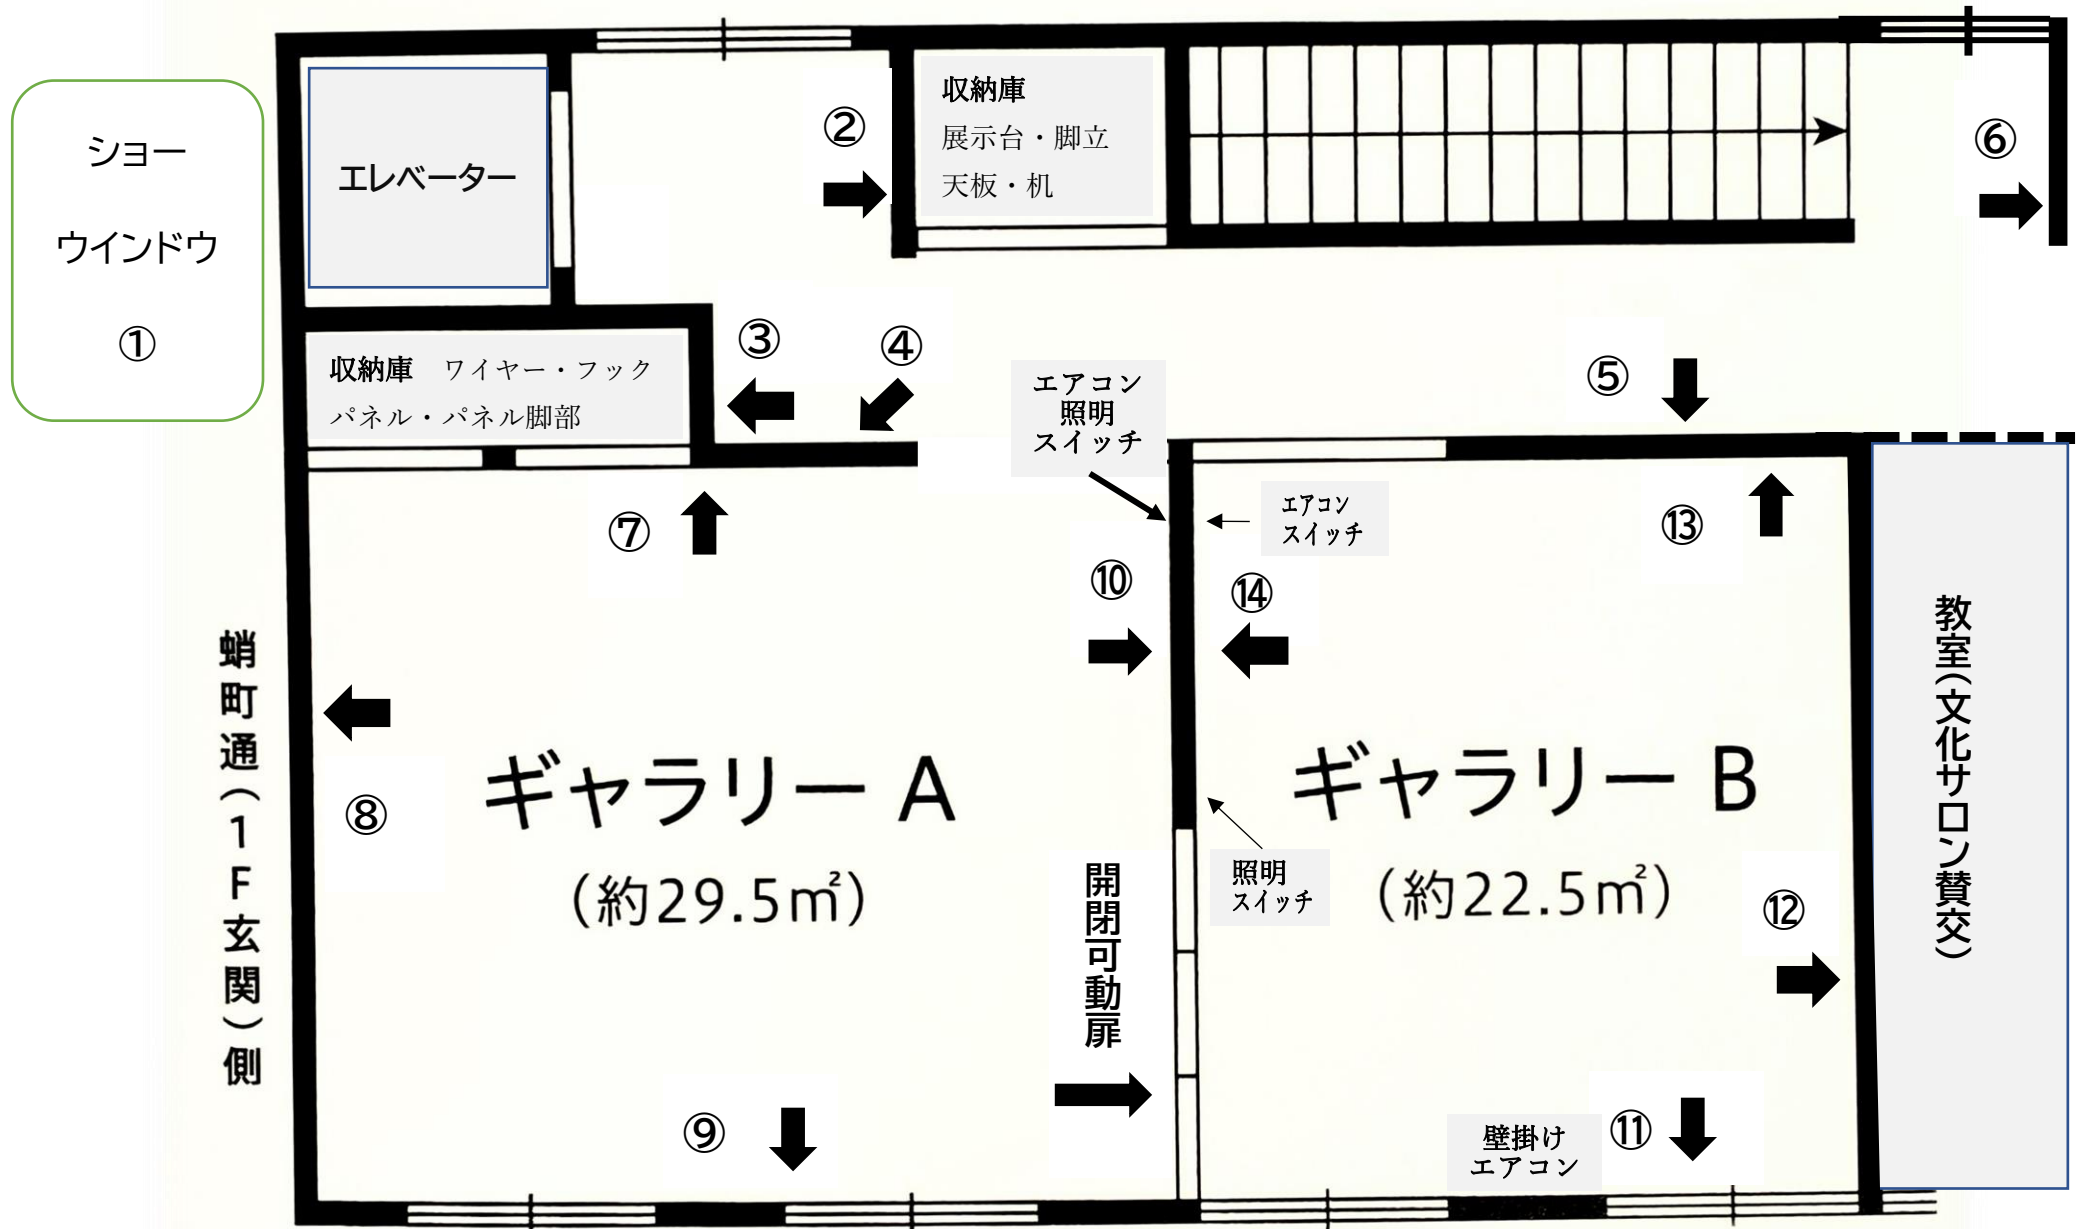 ショー
ウインドウ
①
エレベーター
②
収納庫
展示台・脚立
天板・机
⑥
収納庫　ワイヤー・フック
パネル・パネル脚部
③
④
エアコン
照明
スイッチ
⑤
⑦
エアコン
スイッチ
⑬
⑩
⑭
蛸町通(1F玄関)側
⑧
ギャラリー A
(約29.5㎡)
開閉可動扉
照明
スイッチ
ギャラリー B
(約22.5㎡)
⑫
教室(文化サロン賛交)
⑨
壁掛け
エアコン
⑪